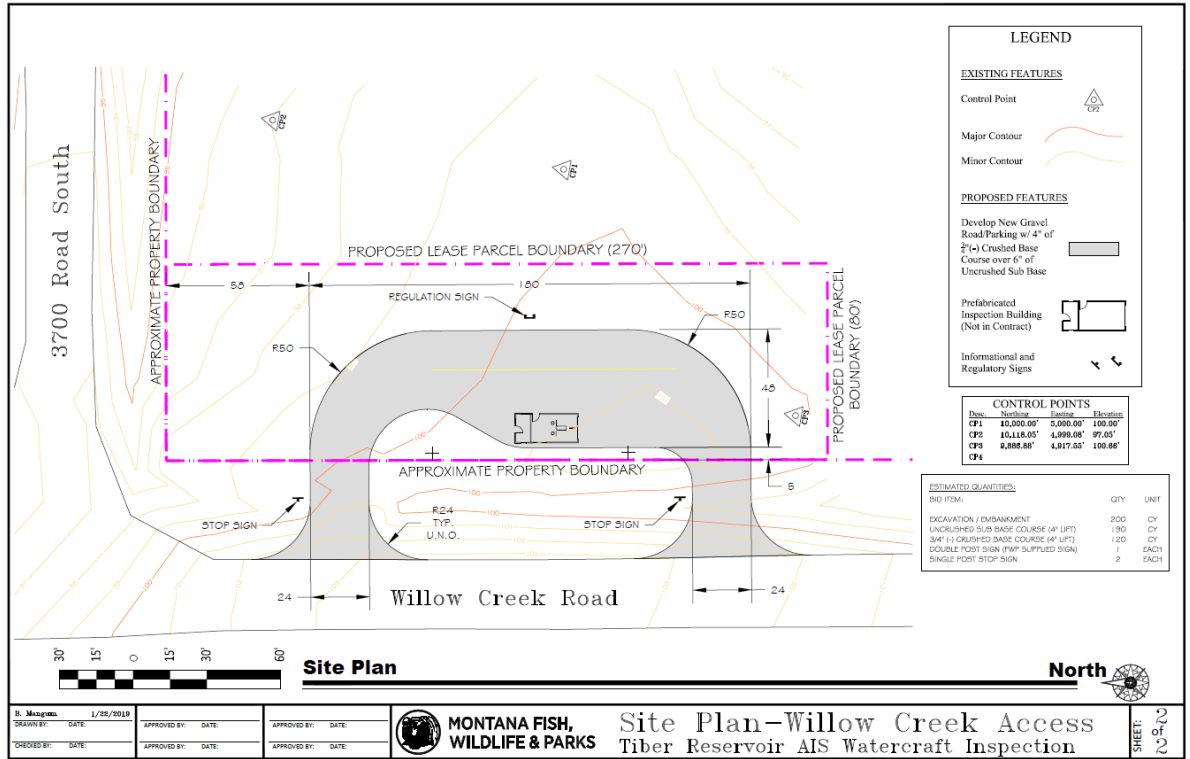 LEGEND
EXISTING FEATURES
Control Point
CP2
Major Contour
Minor Contour
PROPOSED FEATURES
Develop New Gravel
Road/Parking w/ 4" of
Crushed Base
Course over 6" of
Uncrushed Sub Base
Prefabricated
Inspection Building
(Not in Contract)
Informational and
Regulatory Signs
CONTROL POINTS
Desc. Northing Easting Elevation
CP1 10,000.00' 5,000.00' 100.00'
CP2 10,118.05' 4,999.08' 97.05'
CP3 9,886.88' 4,917.55' 100.66'
CP4
ESTIMATED QUANTITIES:
BID ITEM: QTY UNIT
EXCAVATION / EMBANKMENT 200 CY
UNCRUSHED SUB BASE COURSE (4" LIFT) 190 CY
3/4" (-) CRUSHED BASE COURSE (4" LIFT) 120 CY
DOUBLE POST SIGN (FWP SUPPLIED SIGN) 1 EACH
SINGLE POST STOP SIGN 2 EACH
3700 Road South
APPROXIMATE PROPERTY BOUNDARY
CP2
CP1
PROPOSED LEASE PARCEL BOUNDARY (270')
58
180
REGULATION SIGN
R50
R50
48
PROPOSED LEASE PARCEL
BOUNDARY (80')
CP3
100
100
100
APPROXIMATE PROPERTY BOUNDARY
5
STOP SIGN
R24
TYP.
U.N.O.
STOP SIGN
100
100
101
24
24
Willow Creek Road
30' 15' 0 15' 30' 60'
Site Plan
North
B. Mangum 1/22/2019
DRAWN BY: DATE:
CHECKED BY: DATE:
APPROVED BY: DATE:
APPROVED BY: DATE:
APPROVED BY: DATE:
APPROVED BY: DATE:
MONTANA FISH,
WILDLIFE & PARKS
Site Plan-Willow Creek Access
Tiber Reservoir AIS Watercraft Inspection
SHEET:
2
of
2